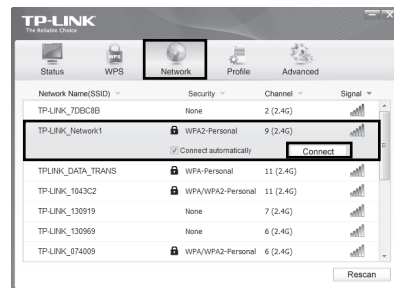 TP-LINK
The Reliable Choice
Status WPS Network Profile Advanced
Network Name(SSID) Security Channel Signal
TP-LINK_7DBC8B None 2 (2.4G)
TP-LINK_Network1 WPA2-Personal 9 (2.4G)
Connect automatically Connect
TPLINK_DATA_TRANS WPA-Personal 11 (2.4G)
TP-LINK_1043C2 WPA/WPA2-Personal 11 (2.4G)
TP-LINK_130919 None 7 (2.4G)
TP-LINK_130969 None 6 (2.4G)
TP-LINK_074009 WPA/WPA2-Personal 6 (2.4G)
Rescan